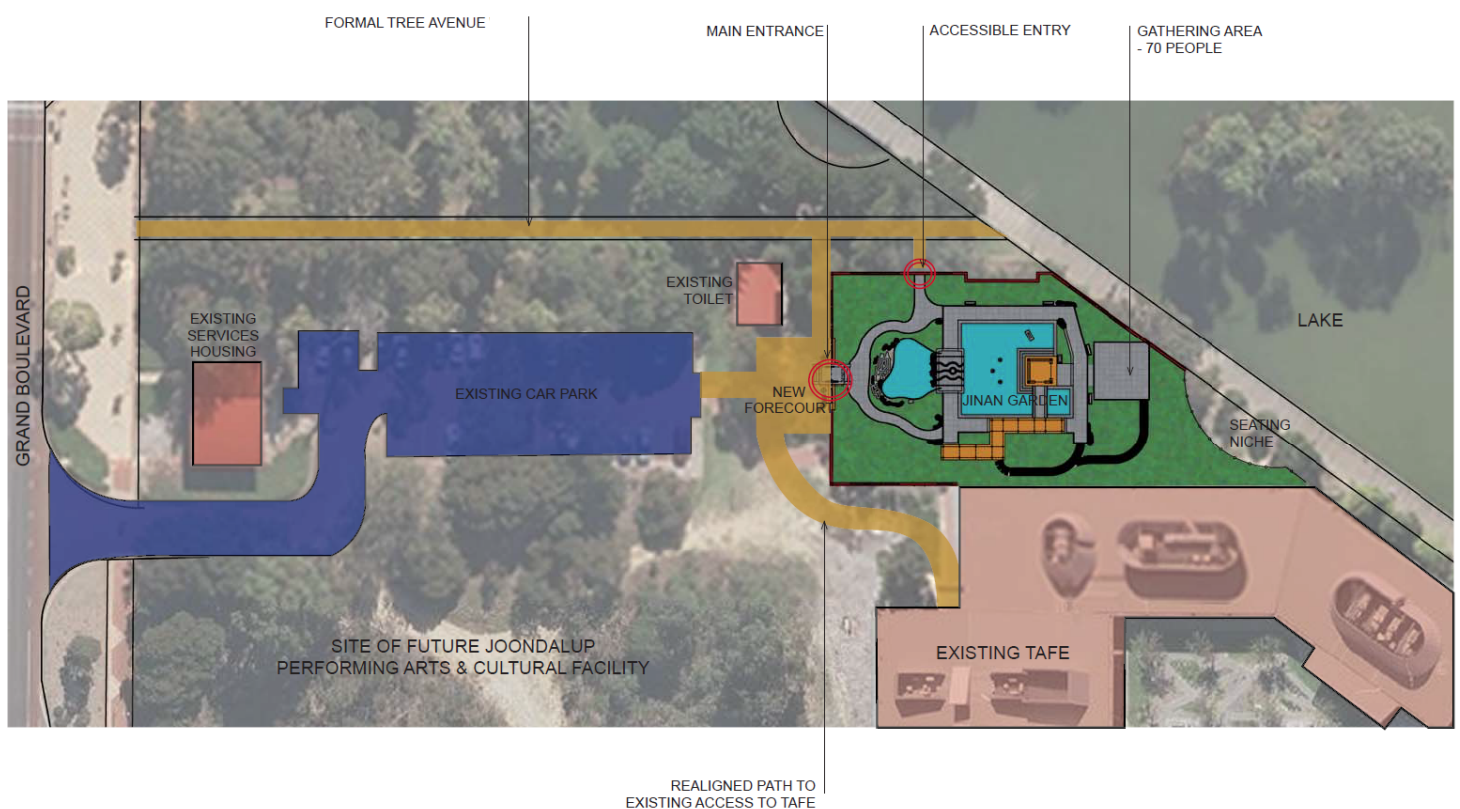 FORMAL TREE AVENUE
MAIN ENTRANCE
ACCESSIBLE ENTRY
GATHERING AREA
- 70 PEOPLE
GRAND BOULEVARD
EXISTING
SERVICES
HOUSING
EXISTING
TOILET
EXISTING CAR PARK
NEW
FORECOURT
JINAN GARDEN
LAKE
SEATING
NICHE
SITE OF FUTURE JOONDALUP
PERFORMING ARTS & CULTURAL FACILITY
EXISTING TAFE
REALIGNED PATH TO
EXISTING ACCESS TO TAFE